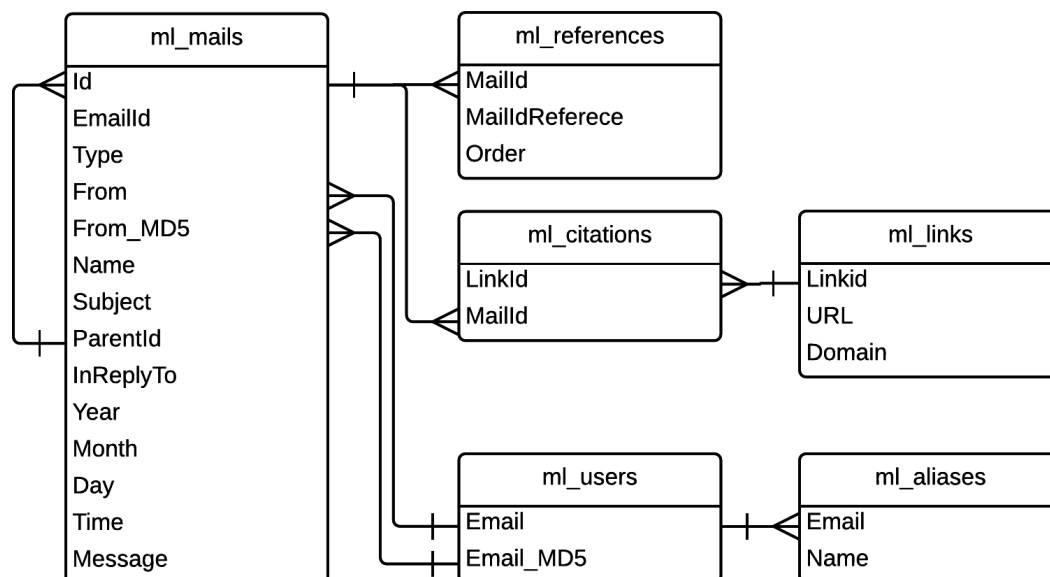 ml_mails
Id
EmailId
Type
From
From_MD5
Name
Subject
ParentId
InReplyTo
Year
Month
Day
Time
Message
ml_references
MailId
MailIdReferece
Order
ml_citations
LinkId
MailId
ml_links
Linkid
URL
Domain
ml_users
Email
Email_MD5
ml_aliases
Email
Name